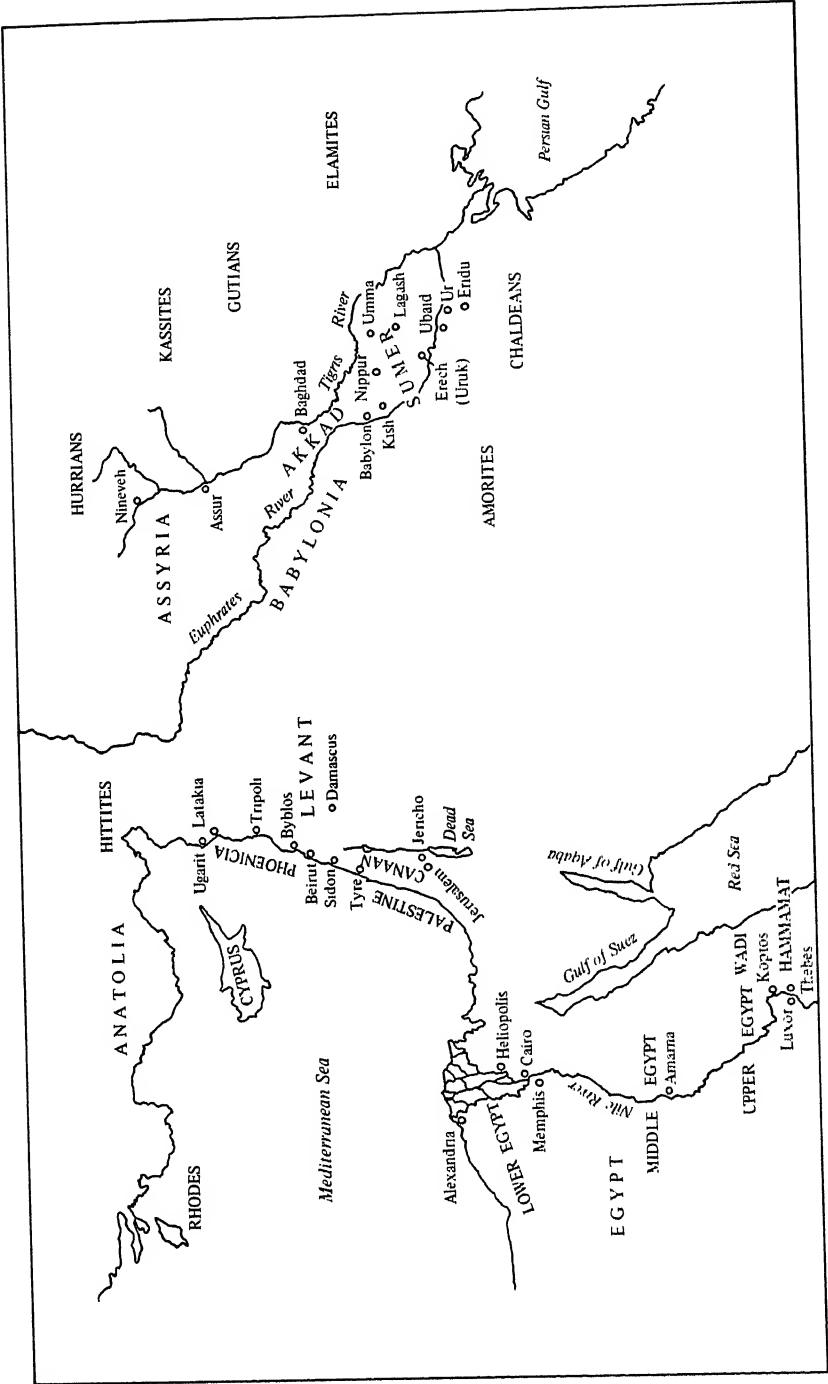 HITTITES
HURRIANS
ANATOLIA
Nineveh
KASSITES
ASSYRIA
Assur
GUTIANS
RHODES
Ugarit
Latakia
Euphrates
River
CYPRUS
PHOENICIA
Tripoli
Byblos
LEVANT
BABYLONIA
AKKAD
Baghdad
ELAMITES
Mediterranean Sea
Beirut
Sidon
Damascus
Tigris
River
Tyre
PALESTINE
CANAAN
Babylon
Kish
Nippur
Umma
SUMER
Lagash
Jerusalem
Jericho
Dead
Sea
Erech
(Uruk)
Ubaid
Ur
Eridu
Alexandria
AMORITES
CHALDEANS
Persian Gulf
LOWER EGYPT
Heliopolis
Cairo
Memphis
Gulf of Suez
Gulf of Aqaba
Nile River
EGYPT
MIDDLE EGYPT
Amarna
Red Sea
UPPER EGYPT
WADI
HAMMAMAT
Koptos
Luxor
Thebes